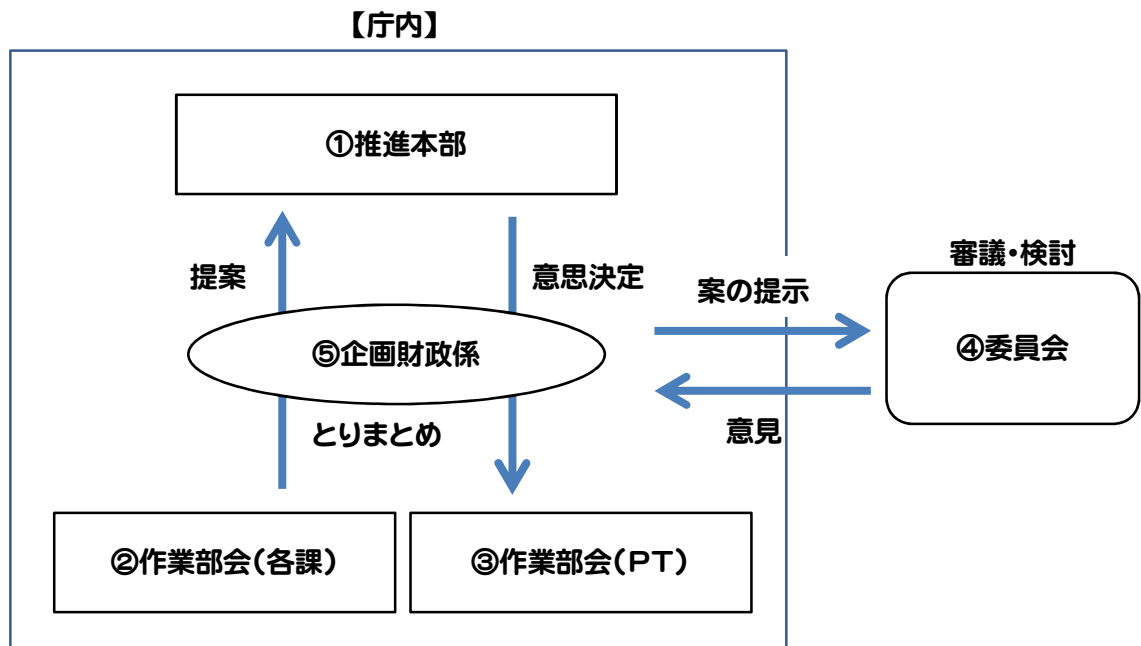 【庁内】
①推進本部
提案
意思決定
案の提示
審議・検討
④委員会
⑤企画財政係
とりまとめ
意見
②作業部会(各課)
③作業部会(PT)